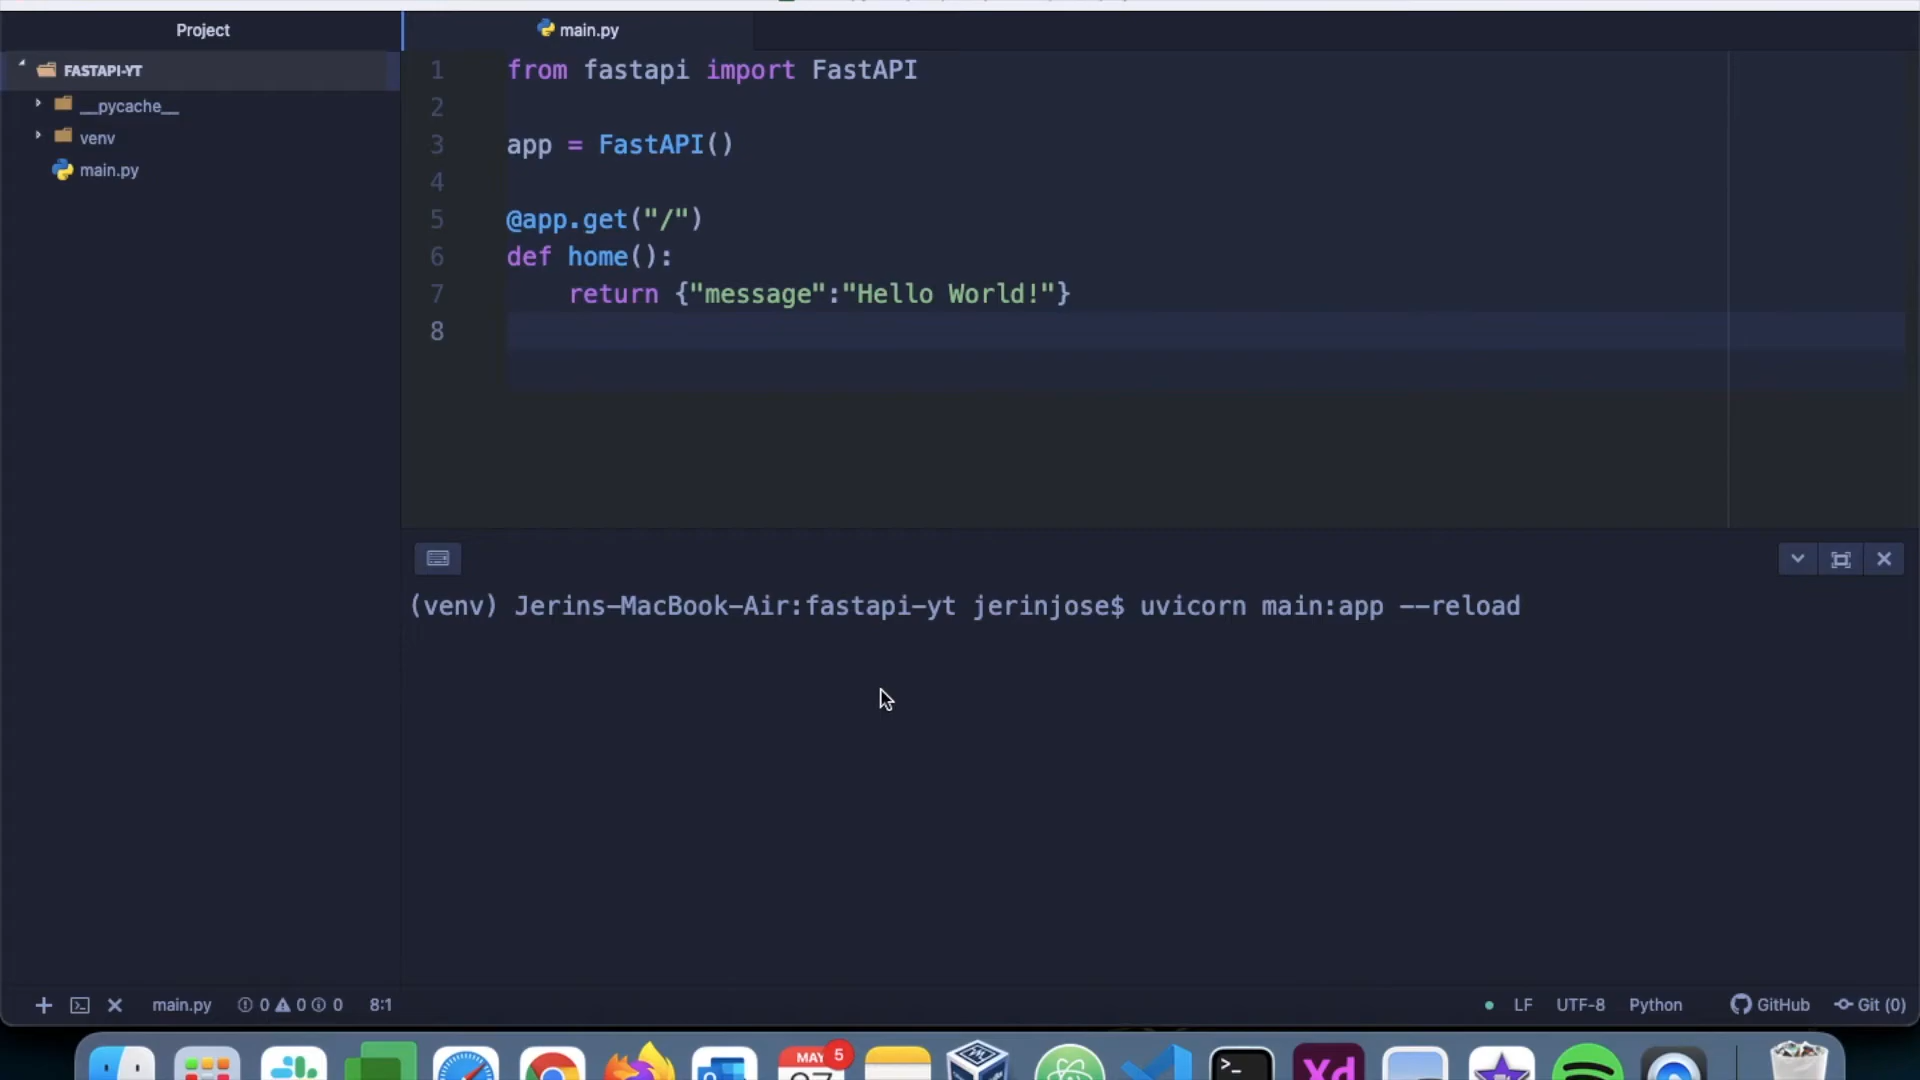 Project
main.py
FASTAPI-YT
__pycache__
venv
main.py
1 from fastapi import FastAPI
2
3 app = FastAPI()
4
5 @app.get("/")
6 def home():
7     return {"message":"Hello World!"}
8
(venv) Jerins-MacBook-Air:fastapi-yt jerinjose$ uvicorn main:app --reload
main.py 0 0 0 8:1 LF UTF-8 Python GitHub Git (0)
MAY 5
>_
Xd